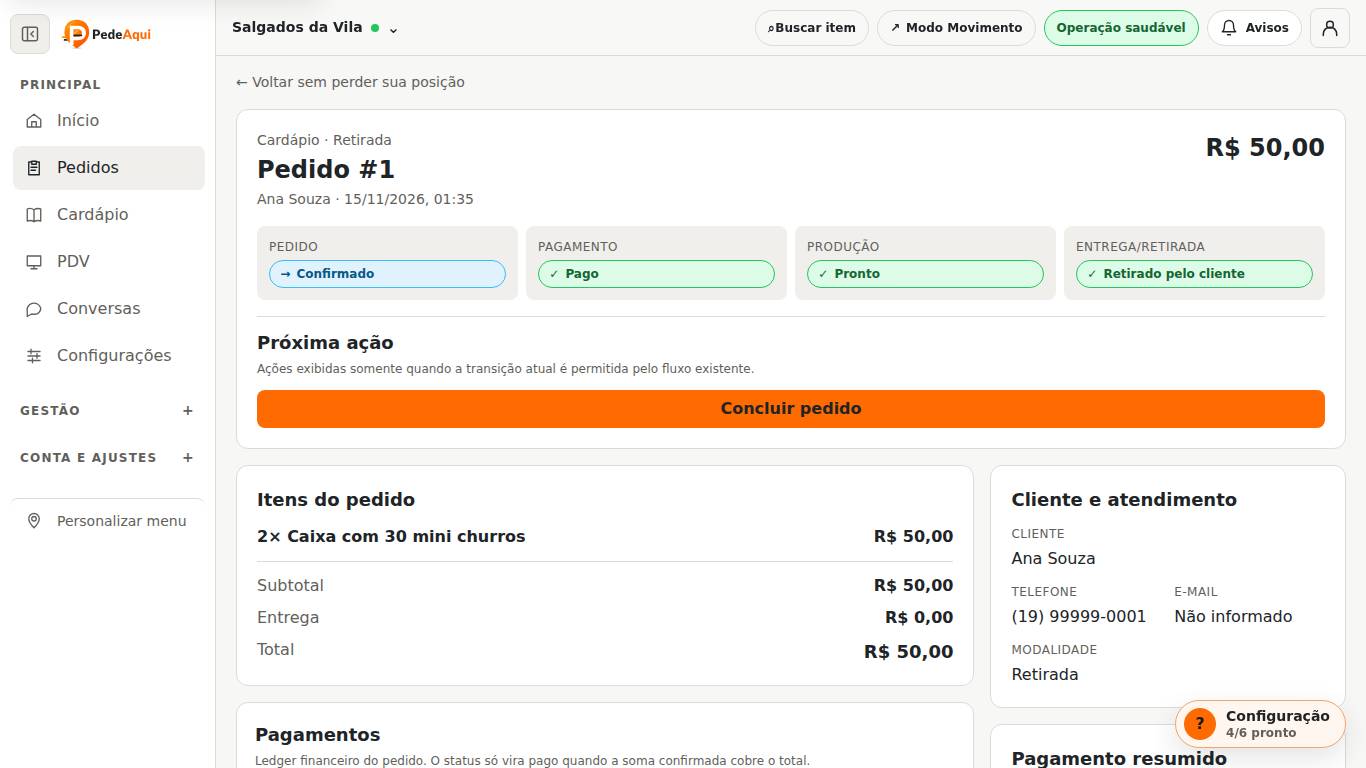 PedeAqui
PRINCIPAL
Início
Pedidos
Cardápio
PDV
Conversas
Configurações
GESTÃO +
CONTA E AJUSTES +
Personalizar menu
Salgados da Vila
Buscar item
↗ Modo Movimento
Operação saudável
Avisos
← Voltar sem perder sua posição
Cardápio · Retirada
Pedido #1
R$ 50,00
Ana Souza · 15/11/2026, 01:35
PEDIDO
→ Confirmado
PAGAMENTO
✓ Pago
PRODUÇÃO
✓ Pronto
ENTREGA/RETIRADA
✓ Retirado pelo cliente
Próxima ação
Ações exibidas somente quando a transição atual é permitida pelo fluxo existente.
Concluir pedido
Itens do pedido
2× Caixa com 30 mini churros R$ 50,00
Subtotal R$ 50,00
Entrega R$ 0,00
Total R$ 50,00
Pagamentos
Ledger financeiro do pedido. O status só vira pago quando a soma confirmada cobre o total.
Cliente e atendimento
CLIENTE
Ana Souza
TELEFONE
(19) 99999-0001
E-MAIL
Não informado
MODALIDADE
Retirada
Pagamento resumido
?
Configuração
4/6 pronto